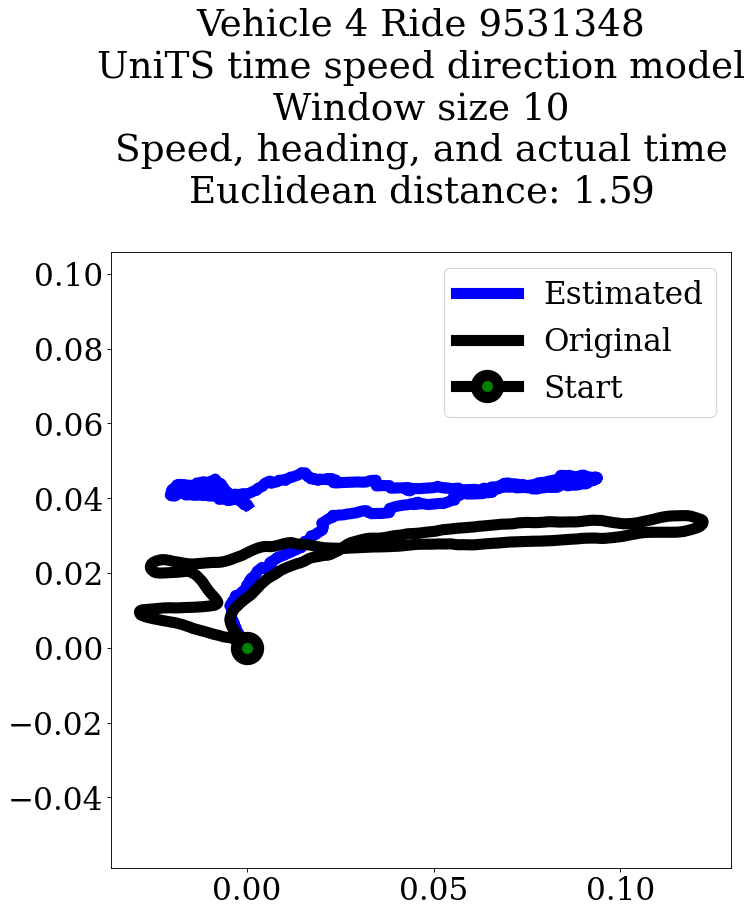 Vehicle 4 Ride 9531348
UniTS time speed direction model
Window size 10
Speed, heading, and actual time
Euclidean distance: 1.59
Estimated
Original
Start
0.10
0.08
0.06
0.04
0.02
0.00
−0.02
−0.04
0.00 0.05 0.10